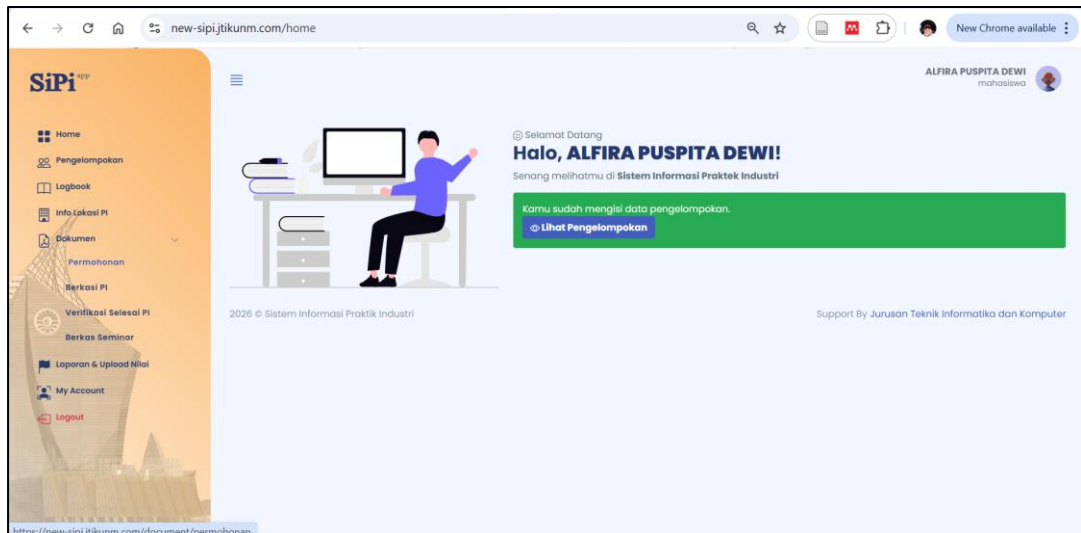 new-sipi.jtikunm.com/home
New Chrome available
SiPi app
ALFIRA PUSPITA DEWI
mahasiswa
Home
Pengelompokan
Logbook
Info Lokasi PI
Dokumen
Permohonan
Berkasi PI
Verifikasi Selesai PI
Berkas Seminar
Laporan & Upload Nilai
My Account
Logout
Selamat Datang
Halo, ALFIRA PUSPITA DEWI!
Senang melihatmu di Sistem Informasi Praktek Industri
Kamu sudah mengisi data pengelompokan.
Lihat Pengelompokan
2026 © Sistem Informasi Praktik Industri
Support By Jurusan Teknik Informatika dan Komputer
https://new-sipi.jtikunm.com/document/permohonan